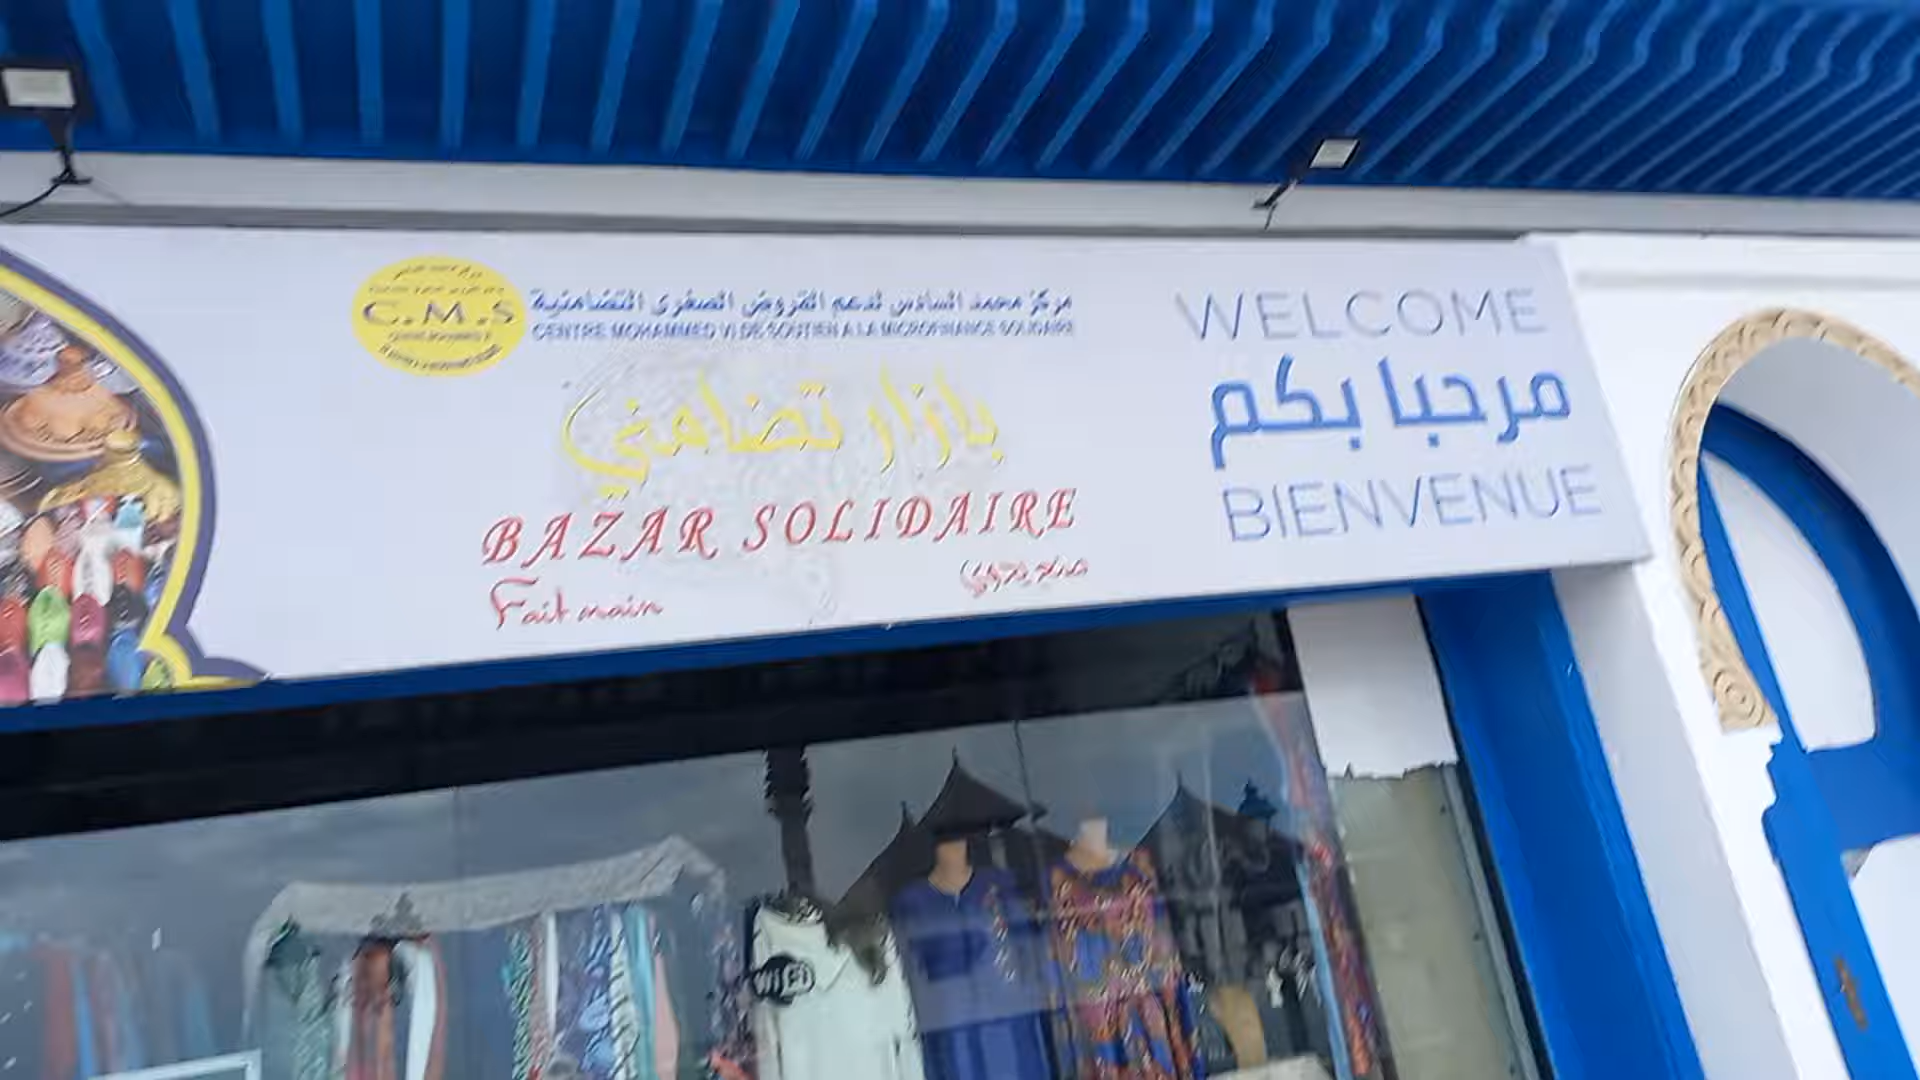 C.M.S
مركز محمد السادس لدعم القروض الصغرى التضامنية
CENTRE MOHAMMED VI DE SOUTIEN A LA MICROFINANCE SOLIDAIRE
بازار تضامني
BAZAR SOLIDAIRE
Fait main
صنع يدوي
WELCOME
مرحبا بكم
BIENVENUE
WiFi